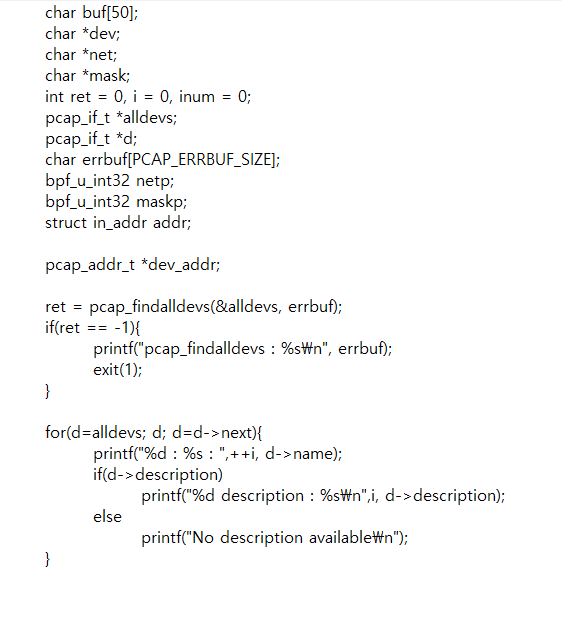 char buf[50];
char *dev;
char *net;
char *mask;
int ret = 0, i = 0, inum = 0;
pcap_if_t *alldevs;
pcap_if_t *d;
char errbuf[PCAP_ERRBUF_SIZE];
bpf_u_int32 netp;
bpf_u_int32 maskp;
struct in_addr addr;

pcap_addr_t *dev_addr;

ret = pcap_findalldevs(&alldevs, errbuf);
if(ret == -1){
        printf("pcap_findalldevs : %s₩n", errbuf);
        exit(1);
}

for(d=alldevs; d; d=d->next){
        printf("%d : %s : ",++i, d->name);
        if(d->description)
                printf("%d description : %s₩n",i, d->description);
        else
                printf("No description available₩n");
}